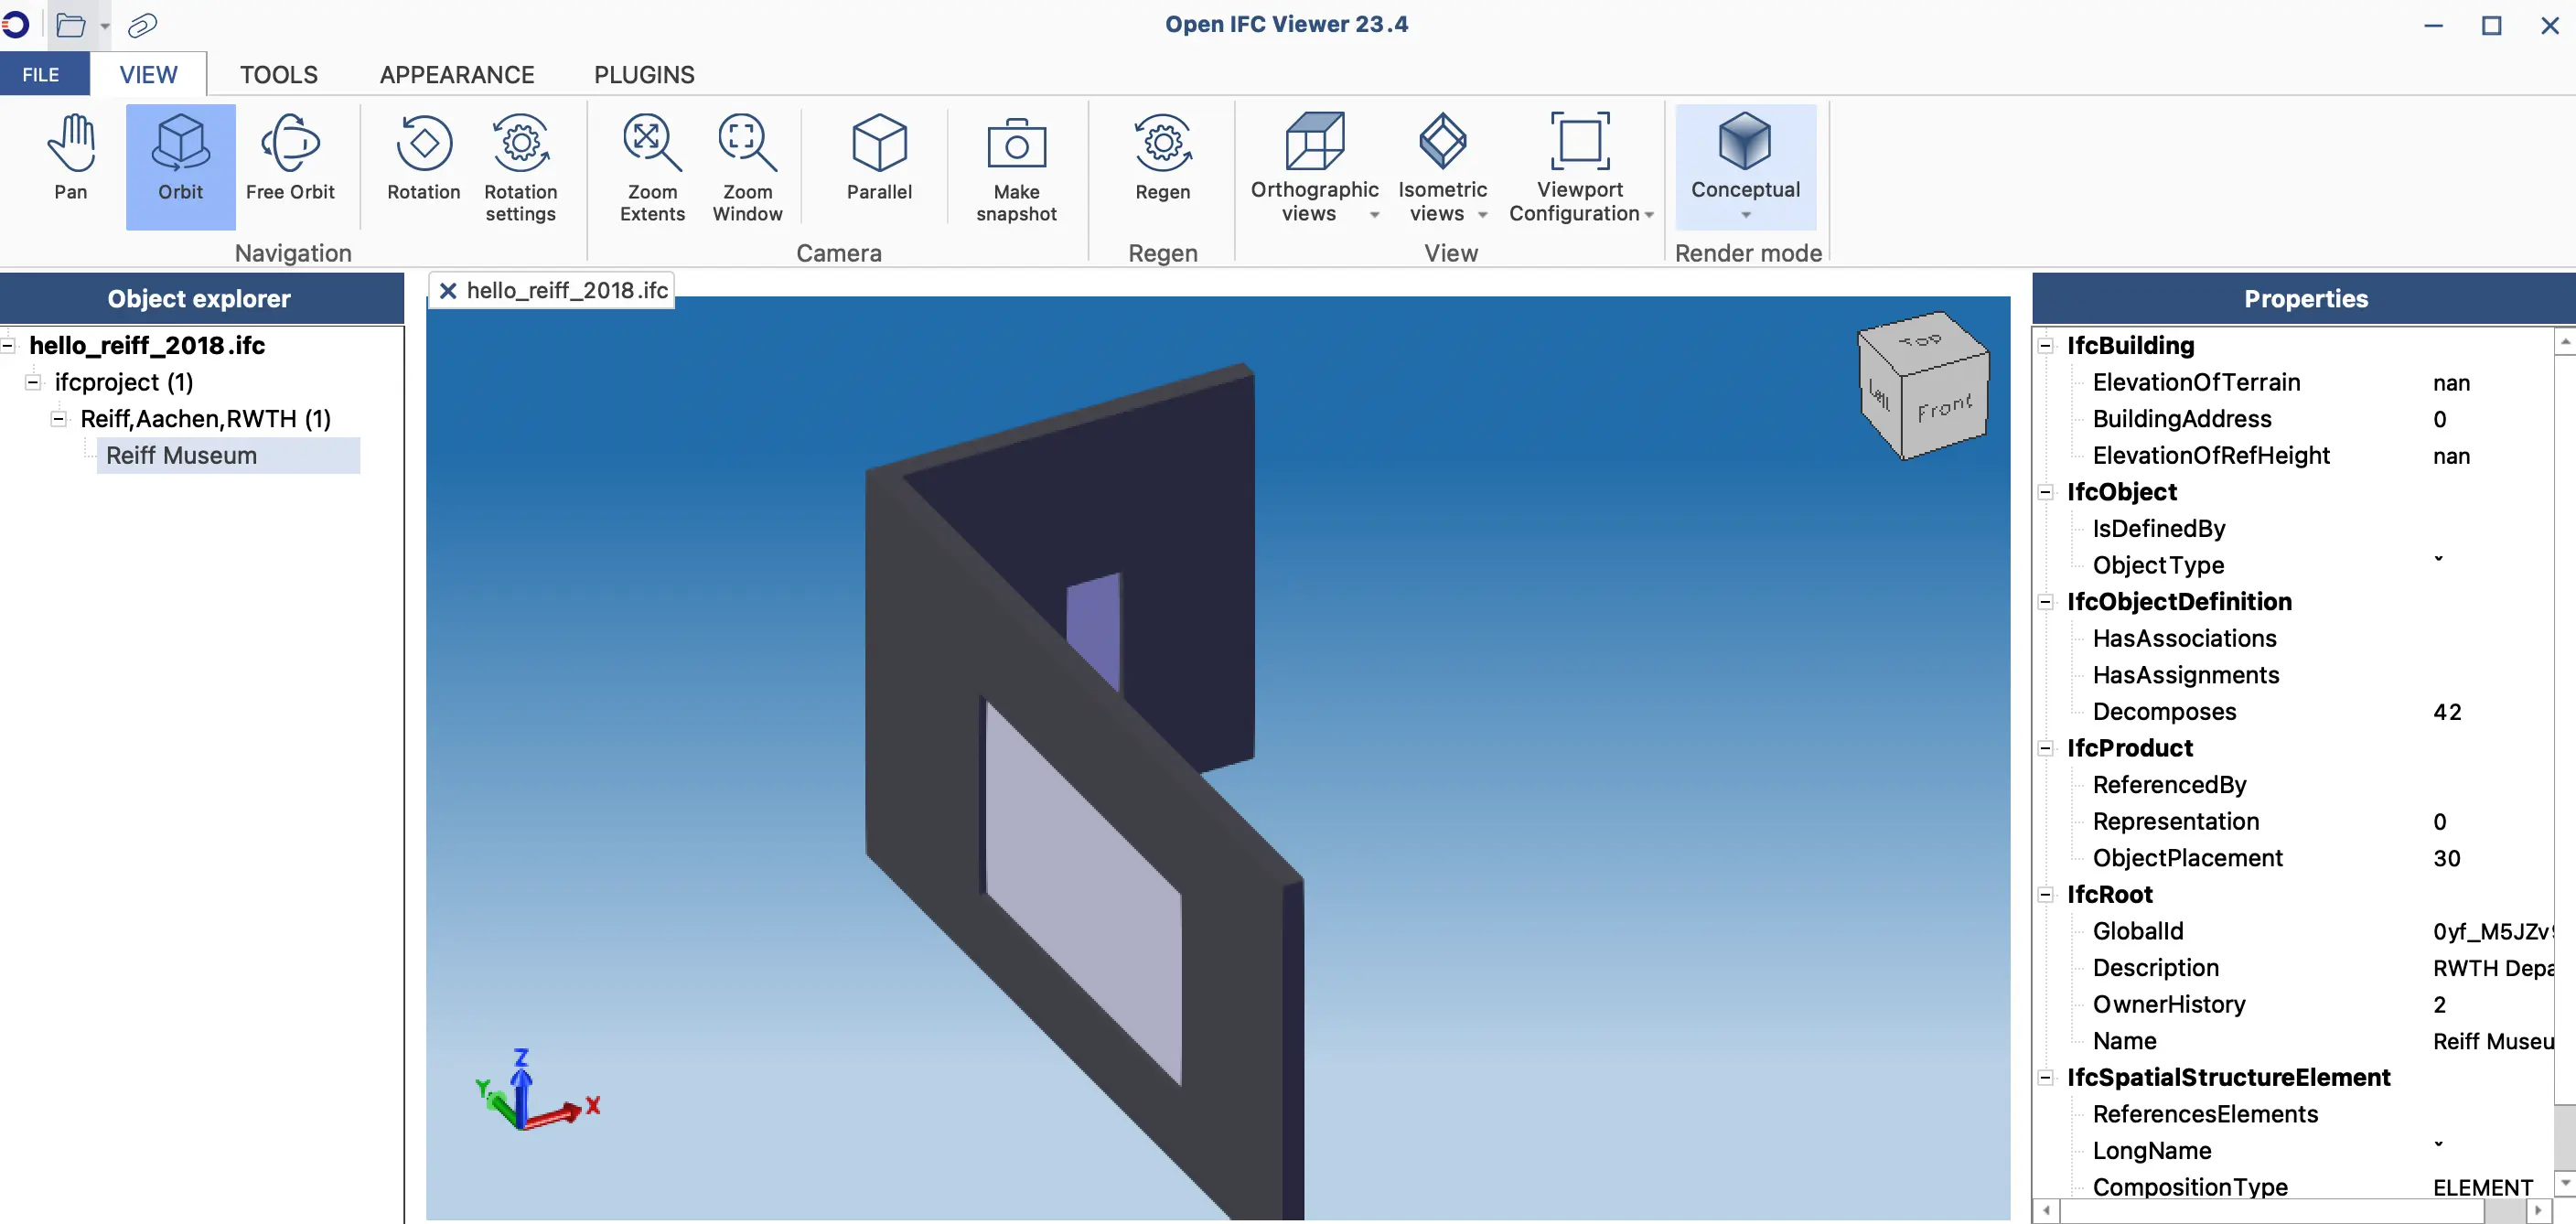 Open IFC Viewer 23.4
FILE VIEW TOOLS APPEARANCE PLUGINS
Pan
Orbit
Free Orbit
Rotation
Rotation
settings
Zoom
Extents
Zoom
Window
Parallel
Make
snapshot
Regen
Orthographic
views
Isometric
views
Viewport
Configuration
Conceptual
Navigation
Camera
Regen
View
Render mode
Object explorer
hello_reiff_2018.ifc
ifcproject (1)
Reiff,Aachen,RWTH (1)
Reiff Museum
hello_reiff_2018.ifc
Top
Left
Front
Z
Y
X
Properties
IfcBuilding
ElevationOfTerrain nan
BuildingAddress 0
ElevationOfRefHeight nan
IfcObject
IsDefinedBy
ObjectType ˇ
IfcObjectDefinition
HasAssociations
HasAssignments
Decomposes 42
IfcProduct
ReferencedBy
Representation 0
ObjectPlacement 30
IfcRoot
GlobalId 0yf_M5JZv
Description RWTH Depa
OwnerHistory 2
Name Reiff Museu
IfcSpatialStructureElement
ReferencesElements
LongName ˇ
CompositionType ELEMENT